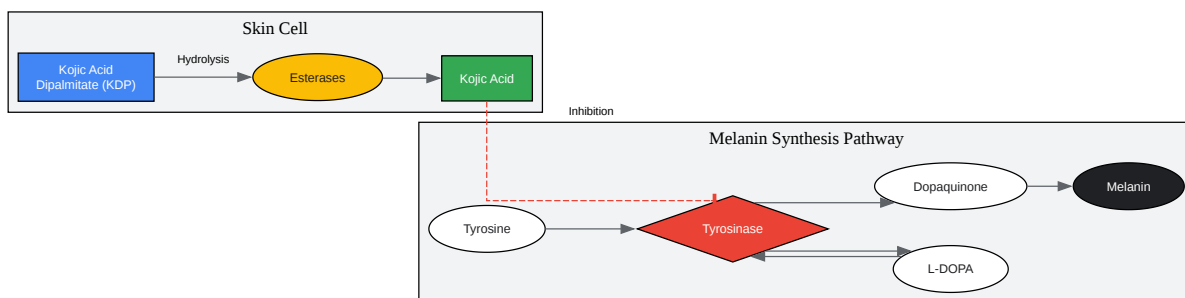 Skin Cell
Kojic Acid
Dipalmitate (KDP)
Hydrolysis
Esterases
Kojic Acid
Inhibition
Melanin Synthesis Pathway
Tyrosine
Tyrosinase
Dopaquinone
Melanin
L-DOPA